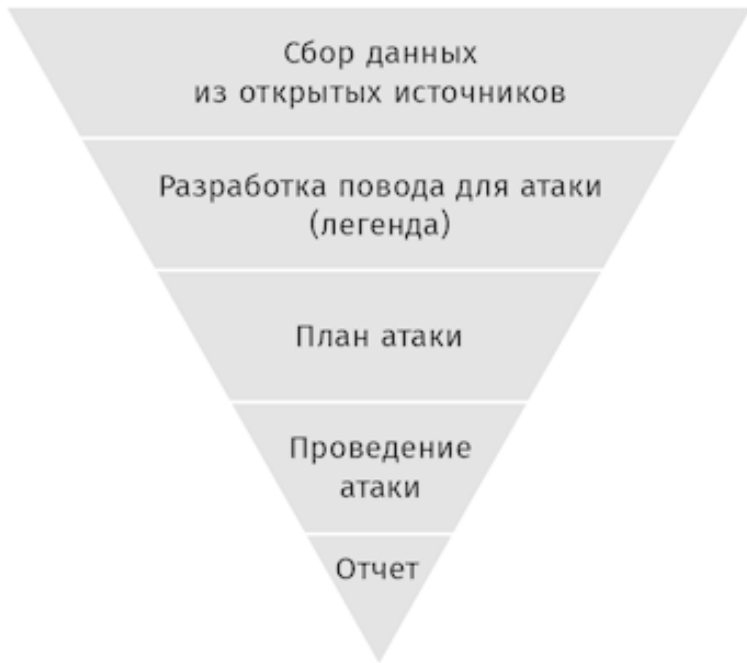 Сбор данных
из открытых источников
Разработка повода для атаки
(легенда)
План атаки
Проведение
атаки
Отчет